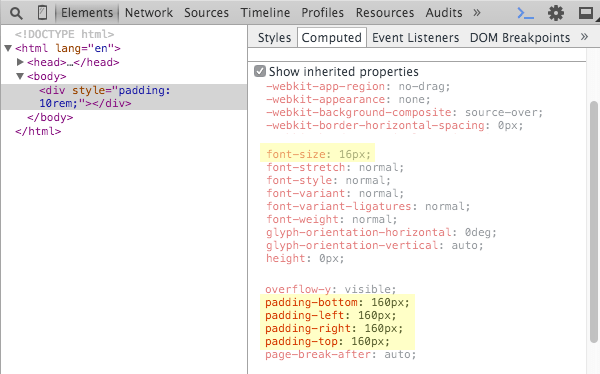 Elements Network Sources Timeline Profiles Resources Audits »
<!DOCTYPE html>
<html lang="en">
<head>…</head>
<body>
<div style="padding:
10rem;"></div>
</body>
</html>
Styles Computed Event Listeners DOM Breakpoints »
Show inherited properties
-webkit-app-region: no-drag;
-webkit-appearance: none;
-webkit-background-composite: source-over;
-webkit-border-horizontal-spacing: 0px;
font-size: 16px;
font-stretch: normal;
font-style: normal;
font-variant: normal;
font-variant-ligatures: normal;
font-weight: normal;
glyph-orientation-horizontal: 0deg;
glyph-orientation-vertical: auto;
height: 0px;
overflow-y: visible;
padding-bottom: 160px;
padding-left: 160px;
padding-right: 160px;
padding-top: 160px;
page-break-after: auto;